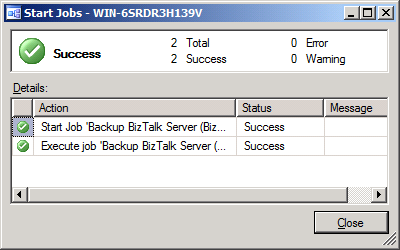 Start Jobs - WIN-6SRDR3H139V
Success
2 Total 0 Error
2 Success 0 Warning
Details:
Action Status Message
Start Job 'Backup BizTalk Server (Biz... Success
Execute job 'Backup BizTalk Server (... Success
Close